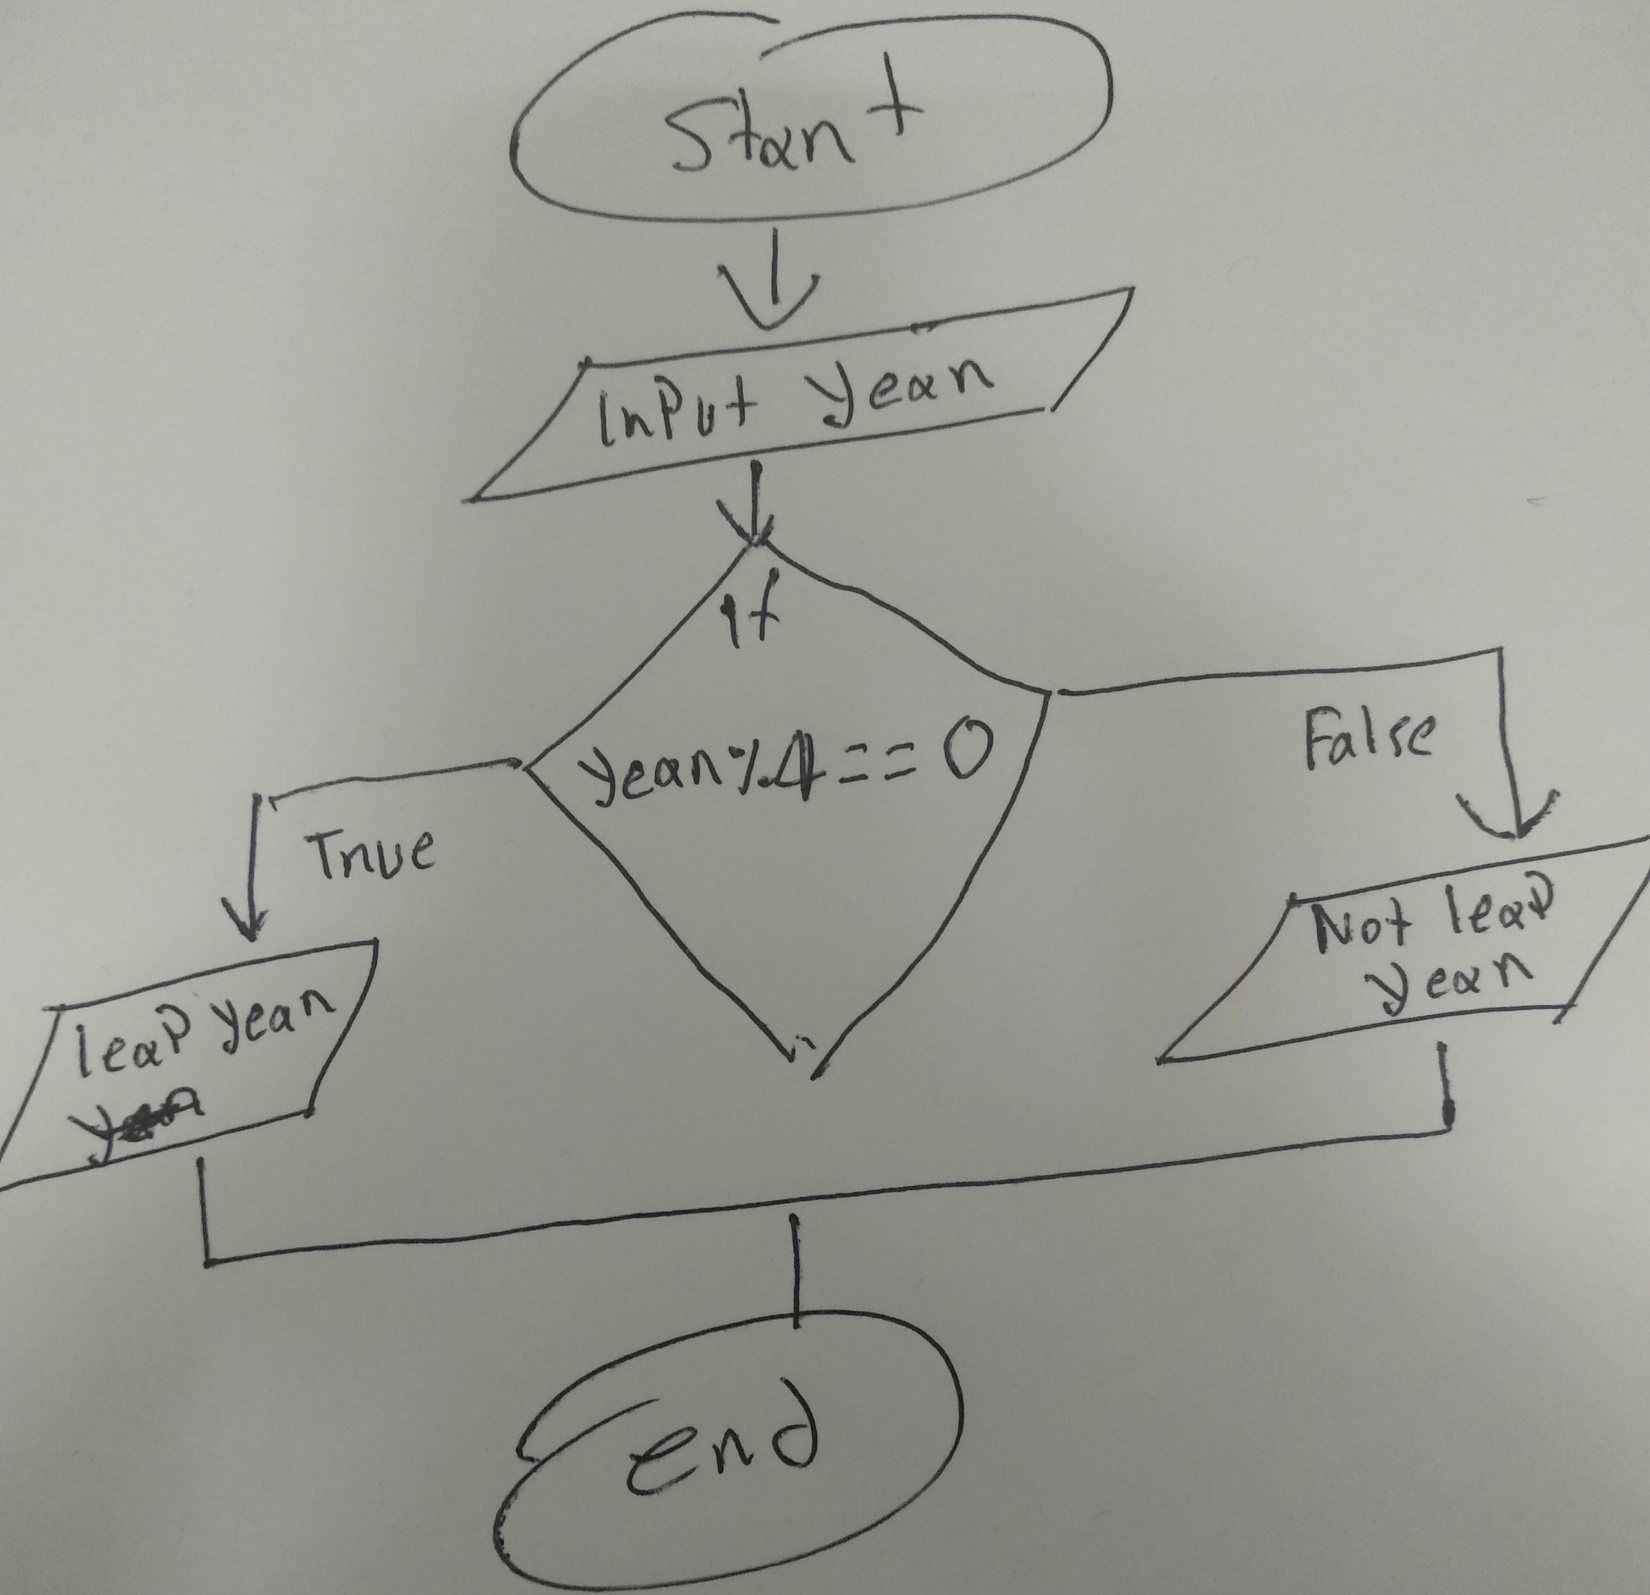 Start
Input year
if
year%4==0
True
False
leap year
Not leap
year
end